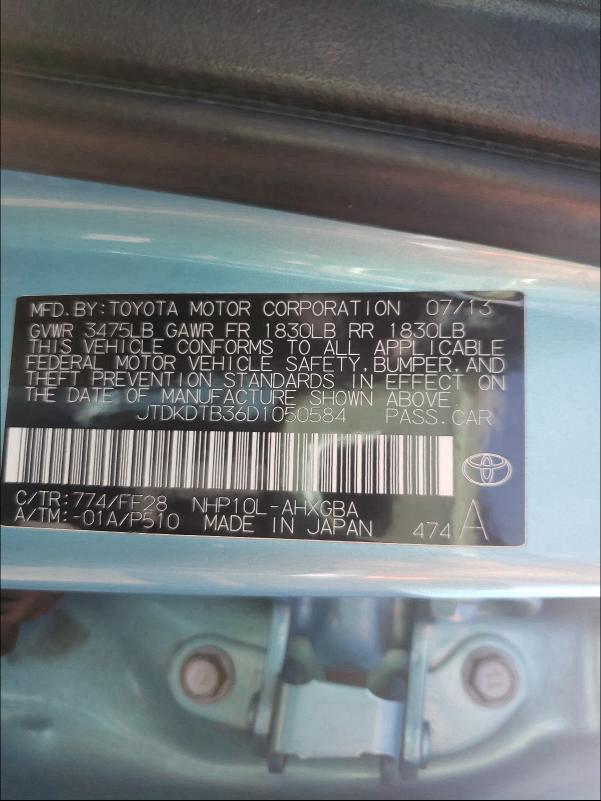 MFD. BY: TOYOTA MOTOR CORPORATION 07/13
GVWR 3475LB GAWR FR 1830LB RR 1830LB
THIS VEHICLE CONFORMS TO ALL APPLICABLE
FEDERAL MOTOR VEHICLE SAFETY, BUMPER, AND
THEFT PREVENTION STANDARDS IN EFFECT ON
THE DATE OF MANUFACTURE SHOWN ABOVE.
JTDKDTB36D1050584 PASS. CAR
C/TR: 774/FF28 NHP10L-AHXGBA
A/TM: -01A/P510 MADE IN JAPAN 474 A